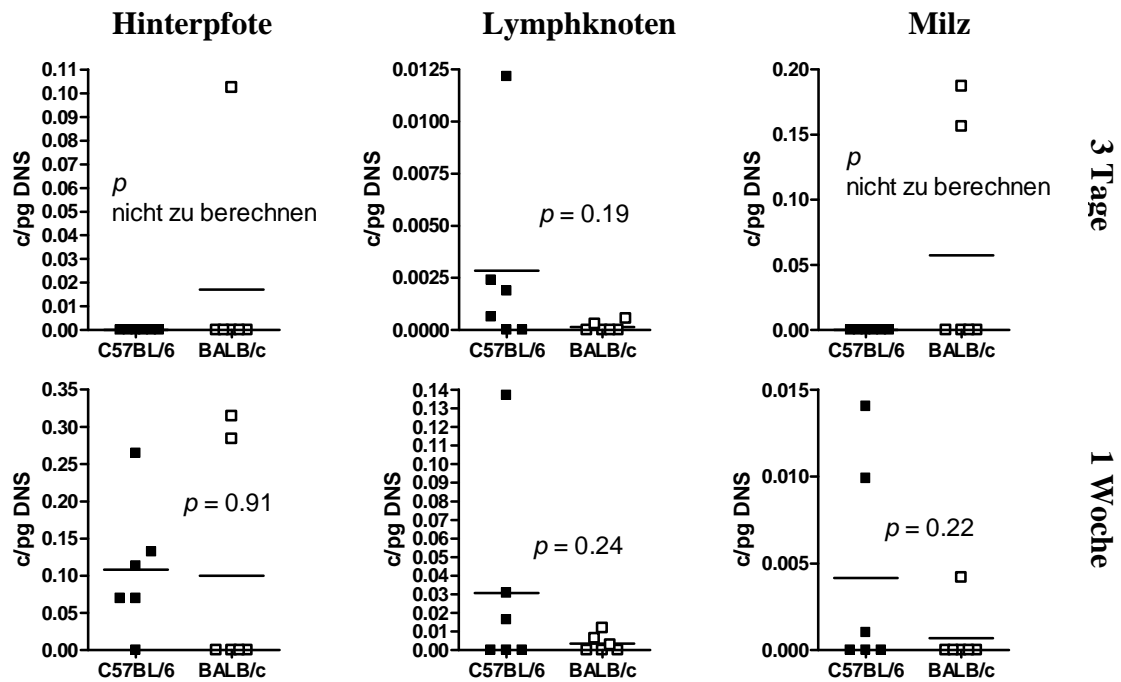 Hinterpfote Lymphknoten Milz
0.11
0.10
0.09
0.08
0.07
0.06
0.05
0.04
0.03
0.02
0.01
0.00
c/pg DNS
p
nicht zu berechnen
C57BL/6 BALB/c
0.0125
0.0100
0.0075
0.0050
0.0025
0.0000
c/pg DNS
p = 0.19
C57BL/6 BALB/c
0.20
0.15
0.10
0.05
0.00
c/pg DNS
p
nicht zu berechnen
C57BL/6 BALB/c
3 Tage
0.35
0.30
0.25
0.20
0.15
0.10
0.05
0.00
c/pg DNS
p = 0.91
C57BL/6 BALB/c
0.14
0.13
0.12
0.11
0.10
0.09
0.08
0.07
0.06
0.05
0.04
0.03
0.02
0.01
0.00
c/pg DNS
p = 0.24
C57BL/6 BALB/c
0.015
0.010
0.005
0.000
c/pg DNS
p = 0.22
C57BL/6 BALB/c
1 Woche